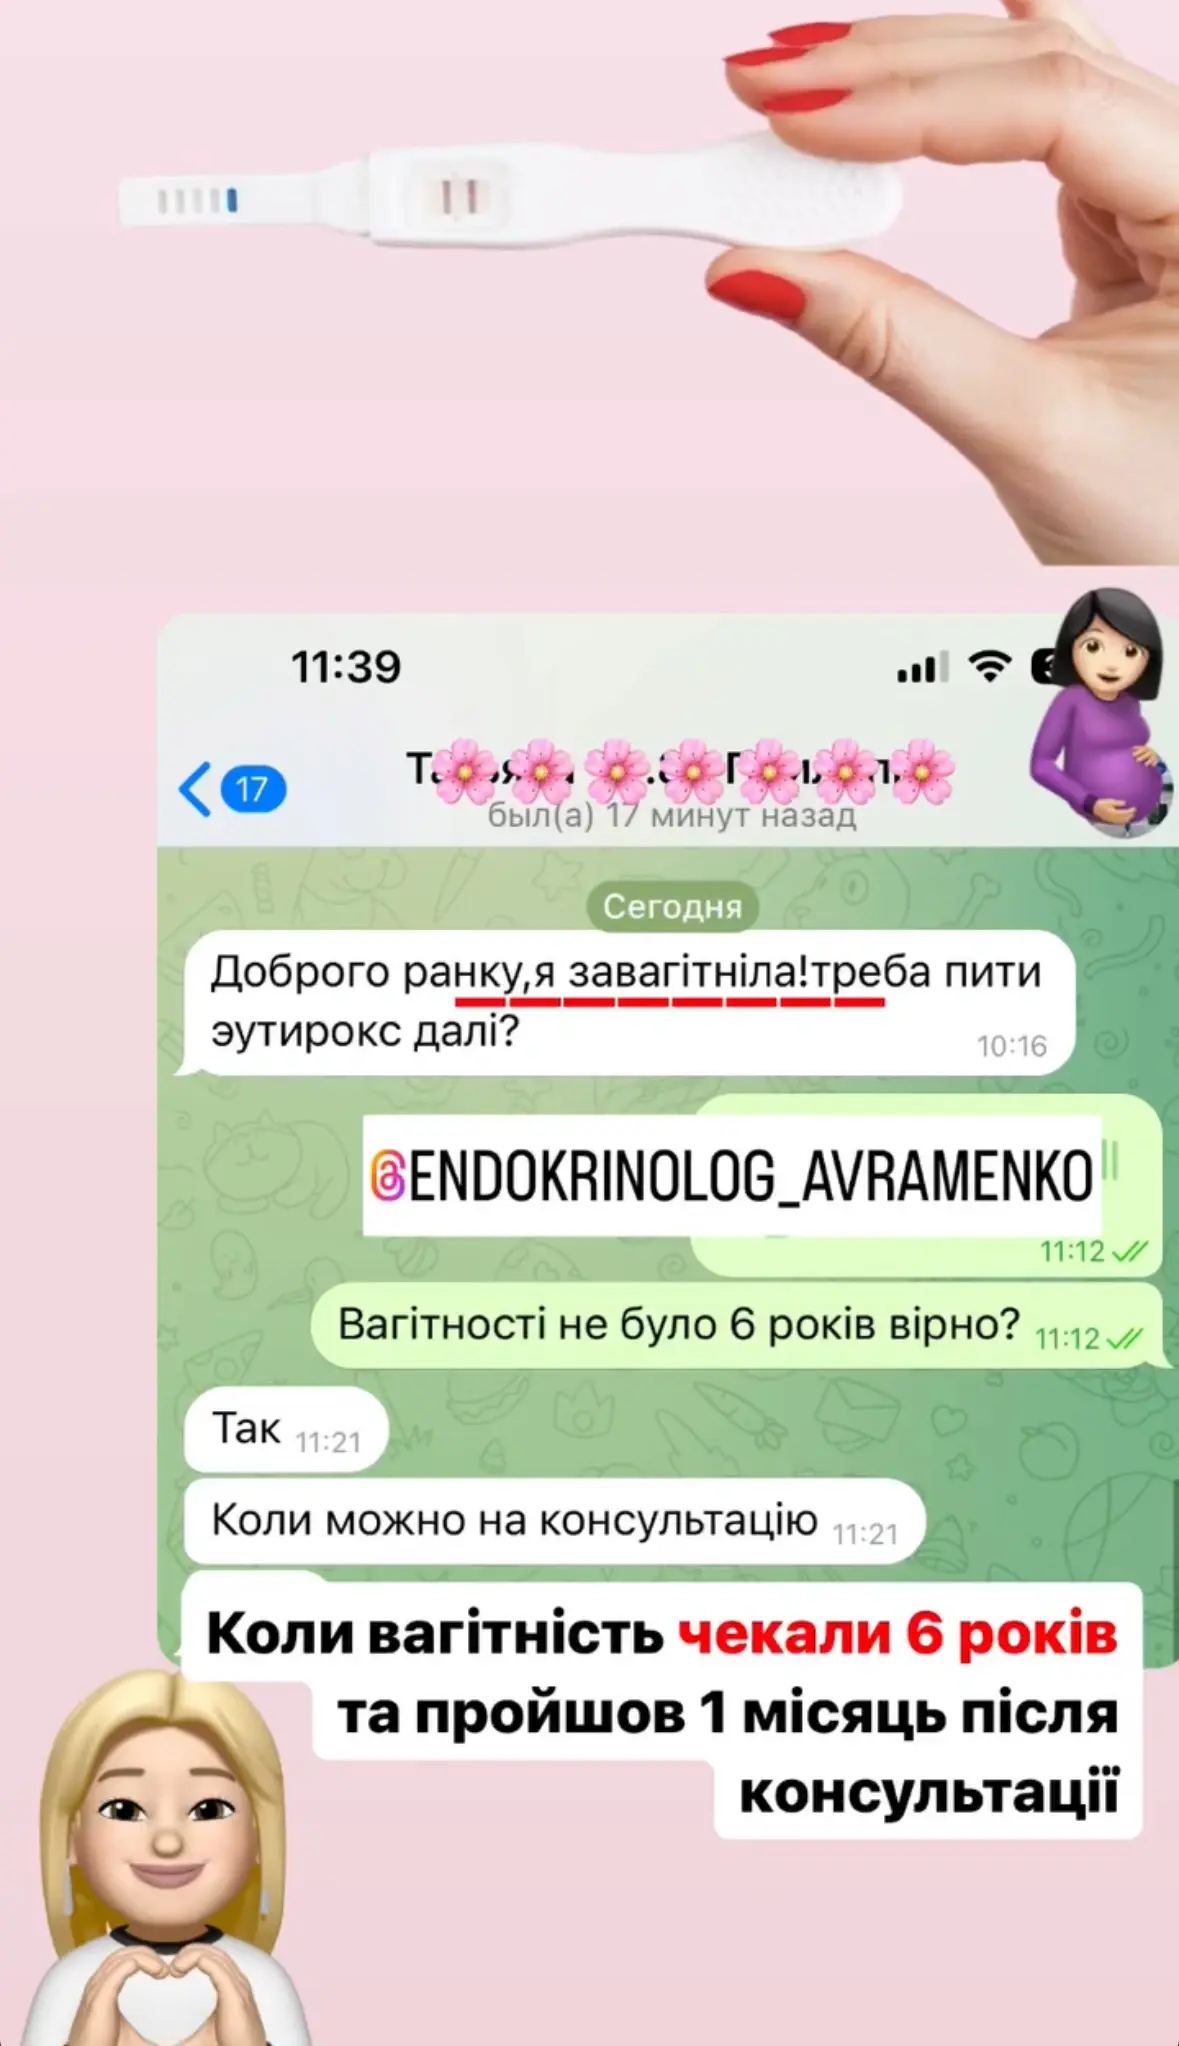 11:39
17
был(а) 17 минут назад
Сегодня
Доброго ранку,я завагітніла!треба пити
эутирокс далі?
10:16
@ENDOKRINOLOG_AVRAMENKO
11:12
Вагітності не було 6 років вірно? 11:12
Так 11:21
Коли можно на консультацію 11:21
Коли вагітність чекали 6 років
та пройшов 1 місяць після
консультації